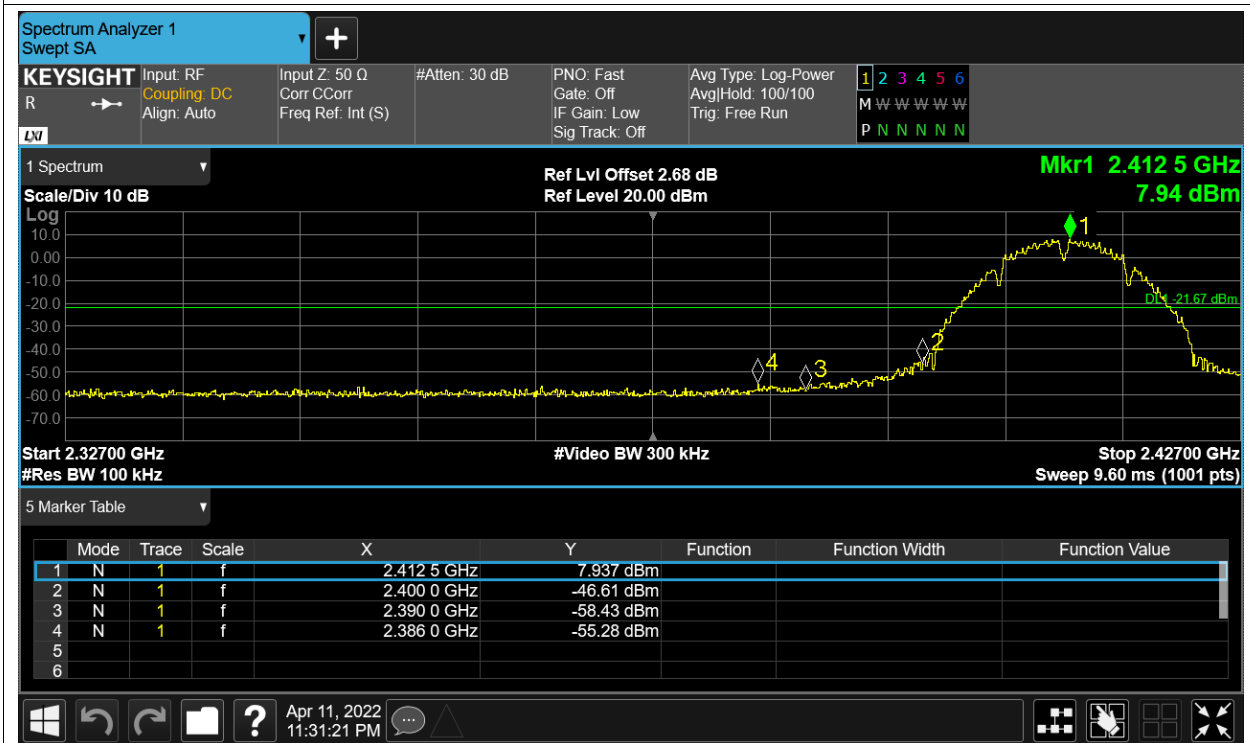 Spectrum Analyzer 1
Swept SA
+
KEYSIGHT Input: RF Input Z: 50 Ω #Atten: 30 dB PNO: Fast Avg Type: Log-Power 1 2 3 4 5 6
R Coupling: DC Corr CCorr Gate: Off Avg|Hold: 100/100 M W W W W W
Align: Auto Freq Ref: Int (S) IF Gain: Low Trig: Free Run
LXI Sig Track: Off P N N N N N
1 Spectrum Ref Lvl Offset 2.68 dB Mkr1 2.412 5 GHz
Scale/Div 10 dB Ref Level 20.00 dBm 7.94 dBm
Log
10.0
0.00
-10.0
-20.0
-30.0
-40.0
-50.0
-60.0
-70.0
1
DL1 -21.67 dBm
2
4
3
Start 2.32700 GHz #Video BW 300 kHz Stop 2.42700 GHz
#Res BW 100 kHz Sweep 9.60 ms (1001 pts)
5 Marker Table
Mode Trace Scale X Y Function Function Width Function Value
1 N 1 f 2.412 5 GHz 7.937 dBm
2 N 1 f 2.400 0 GHz -46.61 dBm
3 N 1 f 2.390 0 GHz -58.43 dBm
4 N 1 f 2.386 0 GHz -55.28 dBm
5
6
? Apr 11, 2022
11:31:21 PM